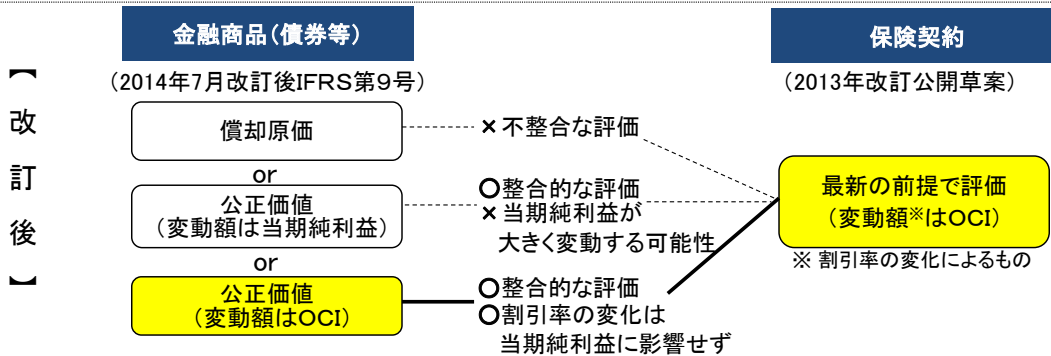 金融商品(債券等)
保険契約
(2014年7月改訂後IFRS第9号)
(2013年改訂公開草案)
【改訂後】
償却原価
× 不整合な評価
or
公正価値
(変動額は当期純利益)
○整合的な評価
× 当期純利益が
大きく変動する可能性
最新の前提で評価
(変動額※はOCI)
※ 割引率の変化によるもの
or
公正価値
(変動額はOCI)
○整合的な評価
○割引率の変化は
当期純利益に影響せず